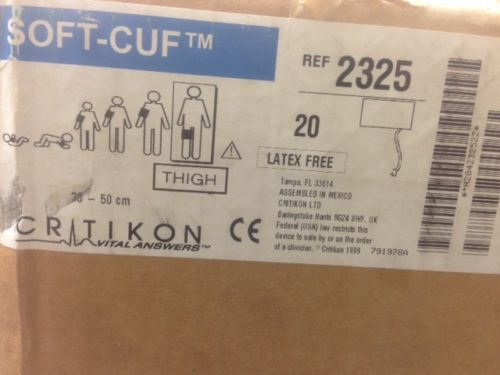 SOFT-CUF™
REF 2325
20
LATEX FREE
THIGH
38 - 50 cm
CRITIKON
VITAL ANSWERS™
CE
Tampa, FL 33614
ASSEMBLED IN MEXICO
CRITIKON LTD
Basingstoke Hants RG24 8WF. UK
Federal (USA) law restricts this
device to sale by or on the order
of a clinician. © Critikon 1999 791978A